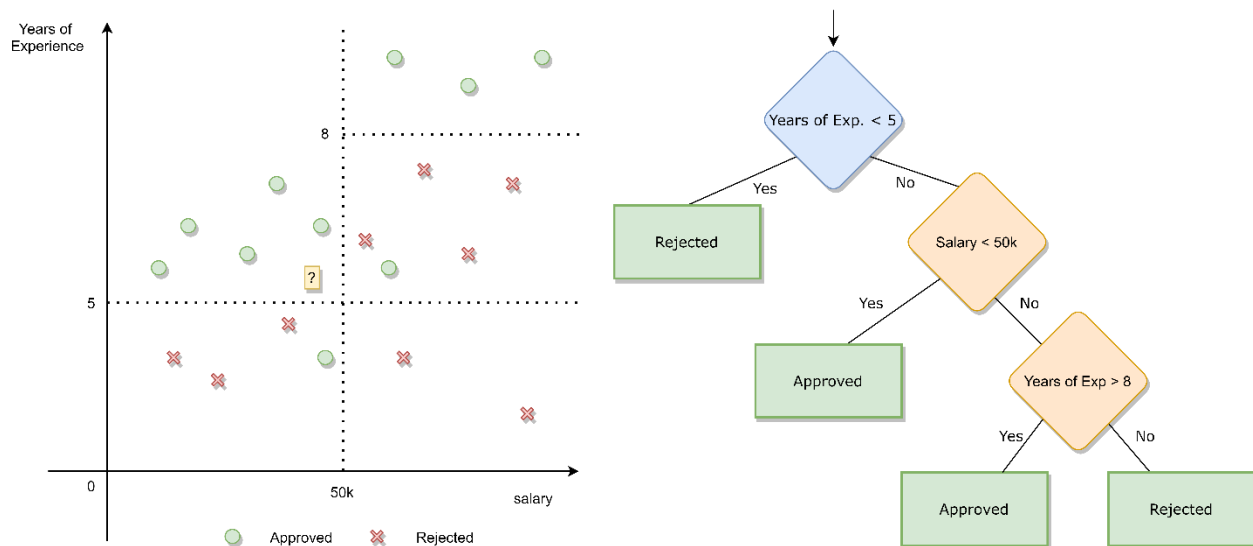 Years of
Experience
8
?
5
0
50k
salary
Approved
Rejected
Years of Exp. < 5
Yes
No
Rejected
Salary < 50k
Yes
No
Approved
Years of Exp > 8
Yes
No
Approved
Rejected